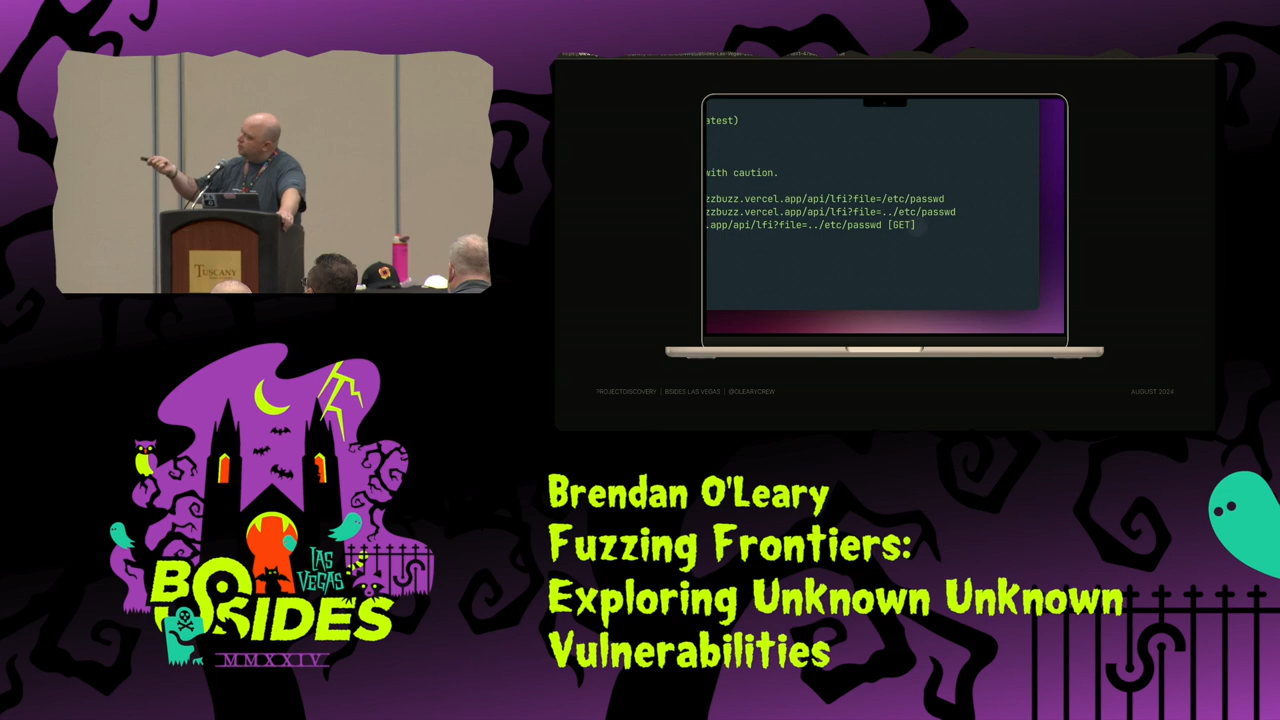 atest)
with caution.
zzbuzz.vercel.app/api/lfi?file=/etc/passwd
zzbuzz.vercel.app/api/lfi?file=../etc/passwd
.app/api/lfi?file=../etc/passwd [GET]
PROJECTDISCOVERY | BSIDES LAS VEGAS | @OLEARYCREW
AUGUST 2024
TUSCANY
BSIDES
LAS
VEGAS
MMXXIV
Brendan O'Leary
Fuzzing Frontiers:
Exploring Unknown Unknown
Vulnerabilities